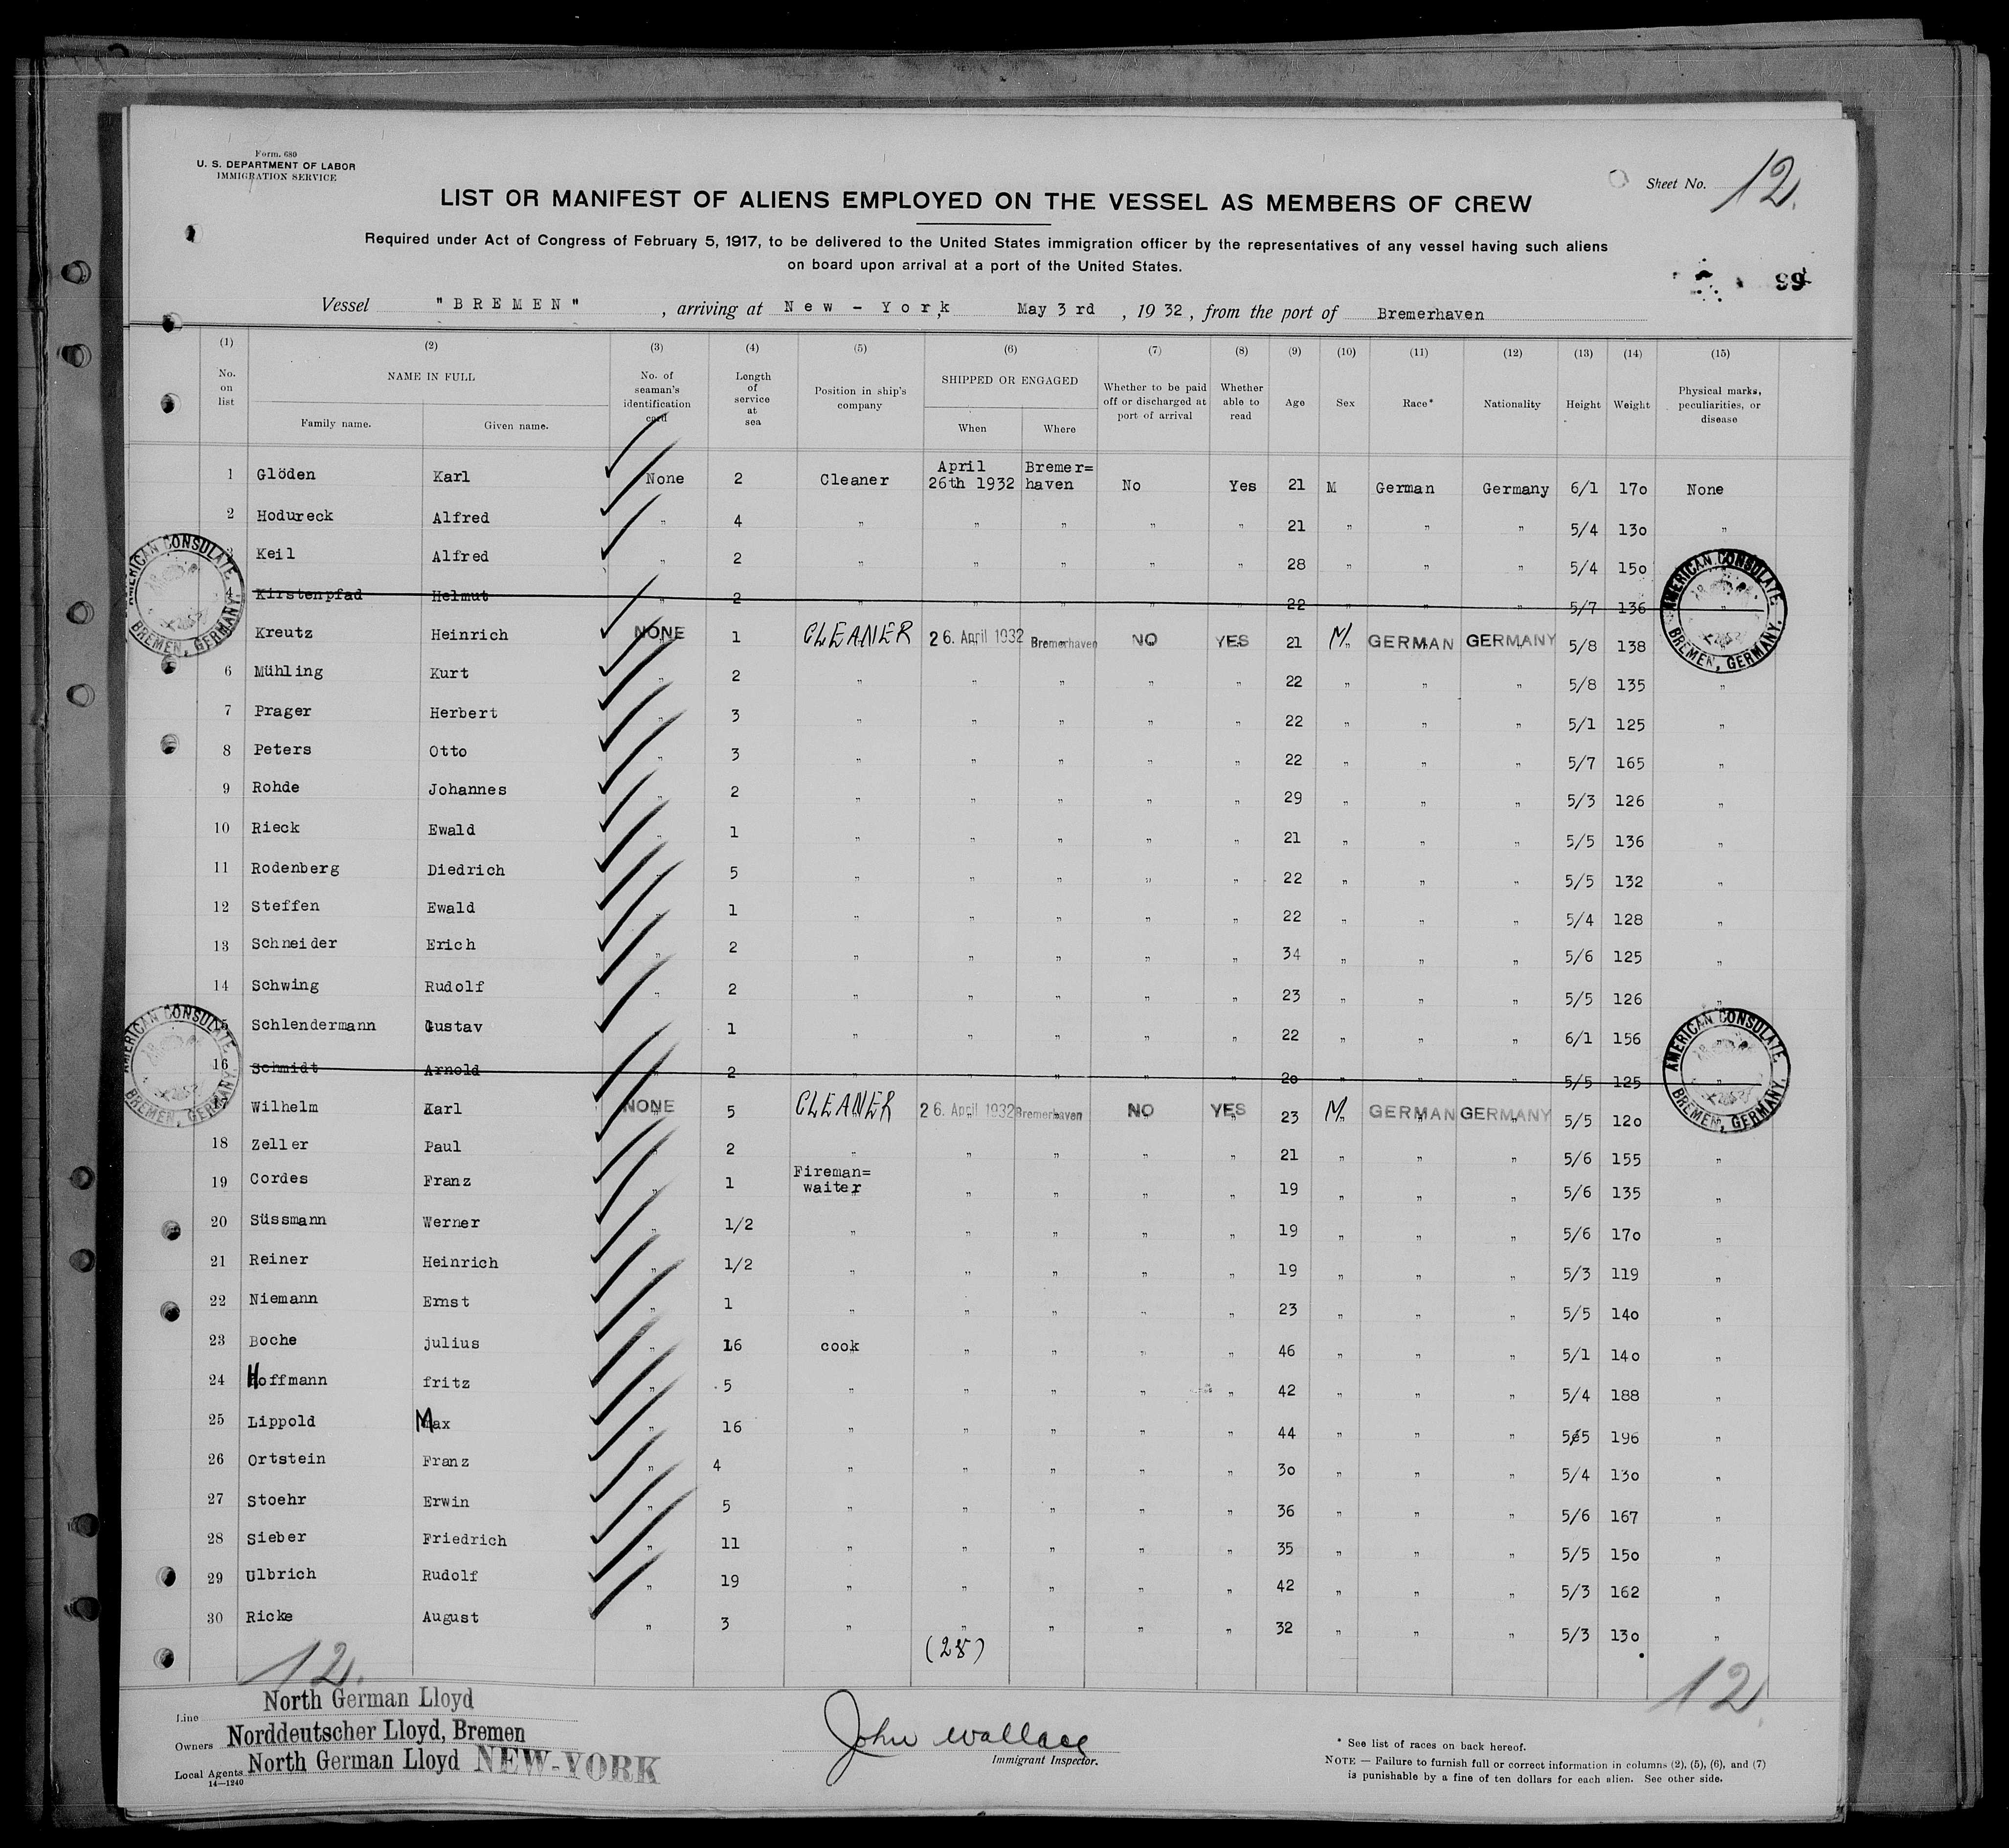 Form. 680
U. S. DEPARTMENT OF LABOR
IMMIGRATION SERVICE
Sheet No. 12.
LIST OR MANIFEST OF ALIENS EMPLOYED ON THE VESSEL AS MEMBERS OF CREW
Required under Act of Congress of February 5, 1917, to be delivered to the United States immigration officer by the representatives of any vessel having such aliens
on board upon arrival at a port of the United States.
99
Vessel "BREMEN" , arriving at New - York May 3 rd , 19 32 , from the port of Bremerhaven
(1) (2) (3) (4) (5) (6) (7) (8) (9) (10) (11) (12) (13) (14) (15)
No. on list NAME IN FULL Family name. Given name. No. of seaman's identification card Length of service at sea Position in ship's company SHIPPED OR ENGAGED When Where Whether to be paid off or discharged at port of arrival Whether able to read Age Sex Race* Nationality Height Weight Physical marks, peculiarities, or disease
1 Glöden Karl None 2 Cleaner April 26th 1932 Bremer= haven No Yes 21 M German Germany 6/1 170 None
2 Hodureck Alfred " 4 " " " " " 21 " " " 5/4 130 "
Keil Alfred " 2 " " " " " 28 " " " 5/4 150
4 Kirstenpfad Helmut " 2 " " " " " 22 " " " 5/7 136 "
Kreutz Heinrich NONE 1 CLEANER 26. April 1932 Bremerhaven NO YES 21 M. GERMAN GERMANY 5/8 138 "
6 Mühling Kurt " 2 " " " " " 22 " " " 5/8 135 "
7 Prager Herbert " 3 " " " " " 22 " " " 5/1 125 "
8 Peters Otto " 3 " " " " " 22 " " " 5/7 165 "
9 Rohde Johannes " 2 " " " " " 29 " " " 5/3 126 "
10 Rieck Ewald " 1 " " " " " 21 " " " 5/5 136 "
11 Rodenberg Diedrich " 5 " " " " " 22 " " " 5/5 132 "
12 Steffen Ewald " 1 " " " " " 22 " " " 5/4 128 "
13 Schneider Erich " 2 " " " " " 34 " " " 5/6 125 "
14 Schwing Rudolf " 2 " " " " " 23 " " " 5/5 126 "
Schlendermann Gustav 1 " " " " " 22 " " " 6/1 156
16 Schmidt Arnold " 2 " " " " " 20 " " " 5/5 125 "
Wilhelm Karl NONE 5 CLEANER 26. April 1932 Bremerhaven NO YES 23 M. GERMAN GERMANY 5/5 120 "
18 Zeller Paul " 2 " " " " " 21 " " " 5/6 155 "
19 Cordes Franz " 1 Fireman= waiter " " " " 19 " " " 5/6 135 "
20 Süssmann Werner " 1/2 " " " " " 19 " " " 5/6 170 "
21 Reiner Heinrich " 1/2 " " " " " 19 " " " 5/3 119 "
22 Niemann Ernst " 1 " " " " " 23 " " " 5/5 140 "
23 Boche julius " 16 cook " " " " 46 " " " 5/1 140 "
24 Hoffmann fritz " 5 " " " " " 42 " " " 5/4 188 "
25 Lippold Max " 16 " " " " " 44 " " " 5/5 196 "
26 Ortstein Franz " 4 " " " " " 30 " " " 5/4 130 "
27 Stoehr Erwin " 5 " " " " " 36 " " " 5/6 167 "
28 Sieber Friedrich " 11 " " " " " 35 " " " 5/5 150 "
29 Ulbrich Rudolf " 19 " " " " " 42 " " " 5/3 162 "
30 Ricke August " 3 " " " " " 32 " " " 5/3 130 "
(28)
AMERICAN CONSULATE. BREMEN, GERMANY.
AMERICAN CONSULATE. BREMEN, GERMANY.
AMERICAN CONSULATE. BREMEN, GERMANY.
AMERICAN CONSULATE. BREMEN, GERMANY.
12. 12
Line North German Lloyd
Owners Norddeutscher Lloyd, Bremen
Local Agents North German Lloyd NEW-YORK
14—1240
John Wallace
Immigrant Inspector.
* See list of races on back hereof.
NOTE — Failure to furnish full or correct information in columns (2), (5), (6), and (7)
is punishable by a fine of ten dollars for each alien. See other side.